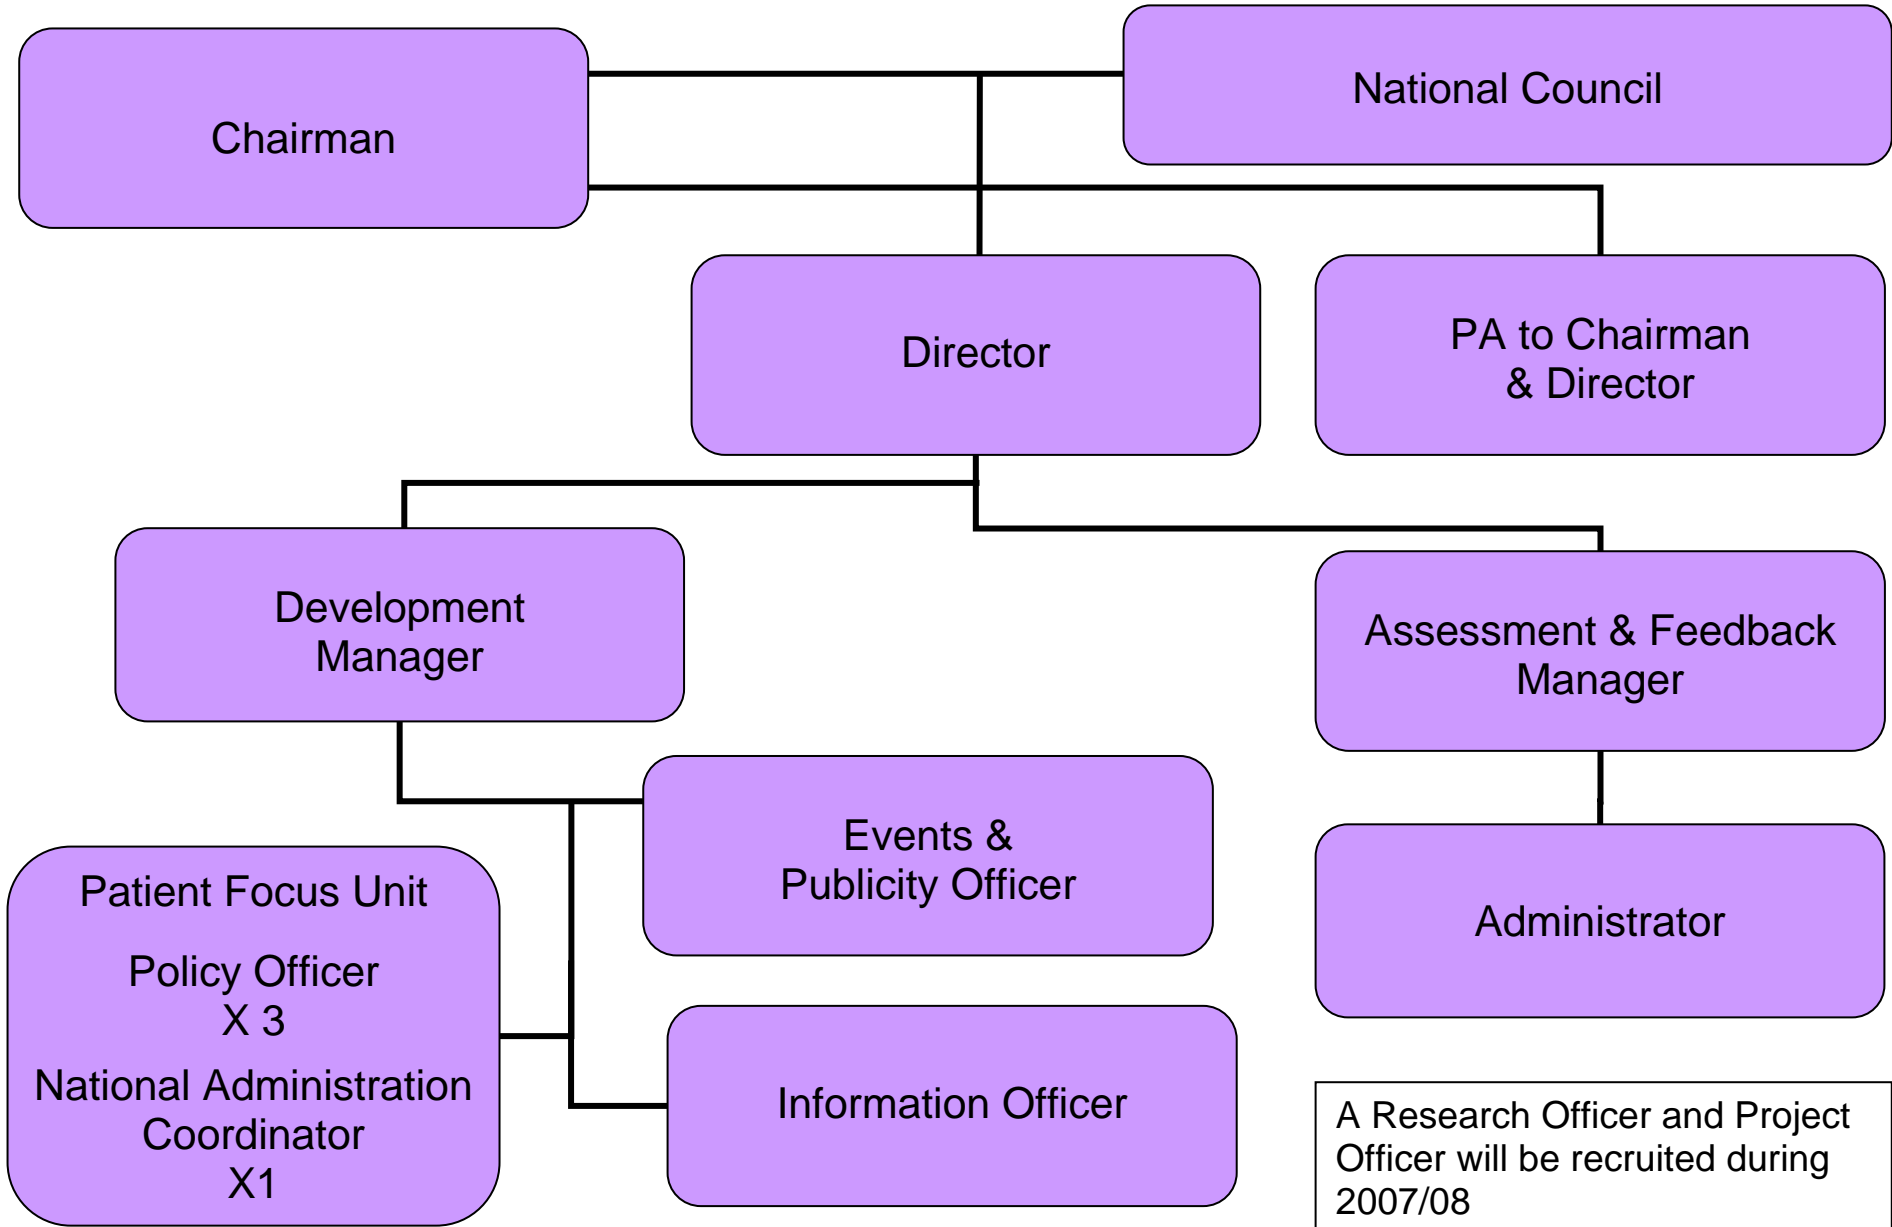 Chairman
National Council
Director
PA to Chairman
& Director
Development
Manager
Assessment & Feedback
Manager
Events &
Publicity Officer
Patient Focus Unit
Policy Officer
X 3
National Administration
Coordinator
X1
Administrator
Information Officer
A Research Officer and Project
Officer will be recruited during
2007/08